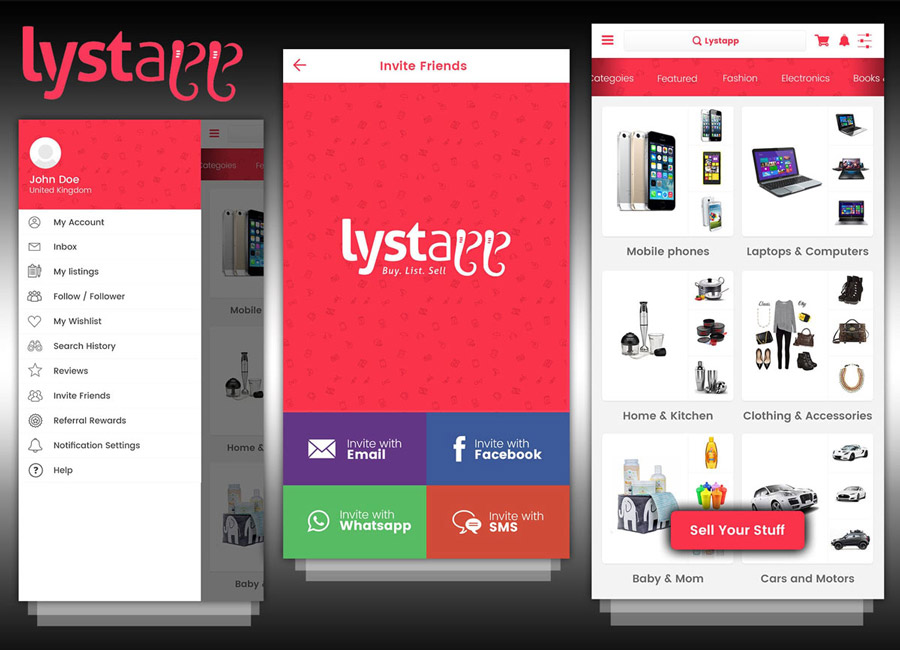 lystapp
John Doe
United Kingdom
My Account
Inbox
My listings
Follow / Follower
My Wishlist
Search History
Reviews
Invite Friends
Referral Rewards
Notification Settings
Help
Categoies Fe
Mobile
Home &
Baby &
Invite Friends
lystapp
Buy. List. Sell
Invite with
Email
Invite with
Facebook
Invite with
Whatsapp
Invite with
SMS
Lystapp
Categoies Featured Fashion Electronics Books &
Mobile phones
Laptops & Computers
Home & Kitchen
Clothing & Accessories
Sell Your Stuff
Baby & Mom
Cars and Motors